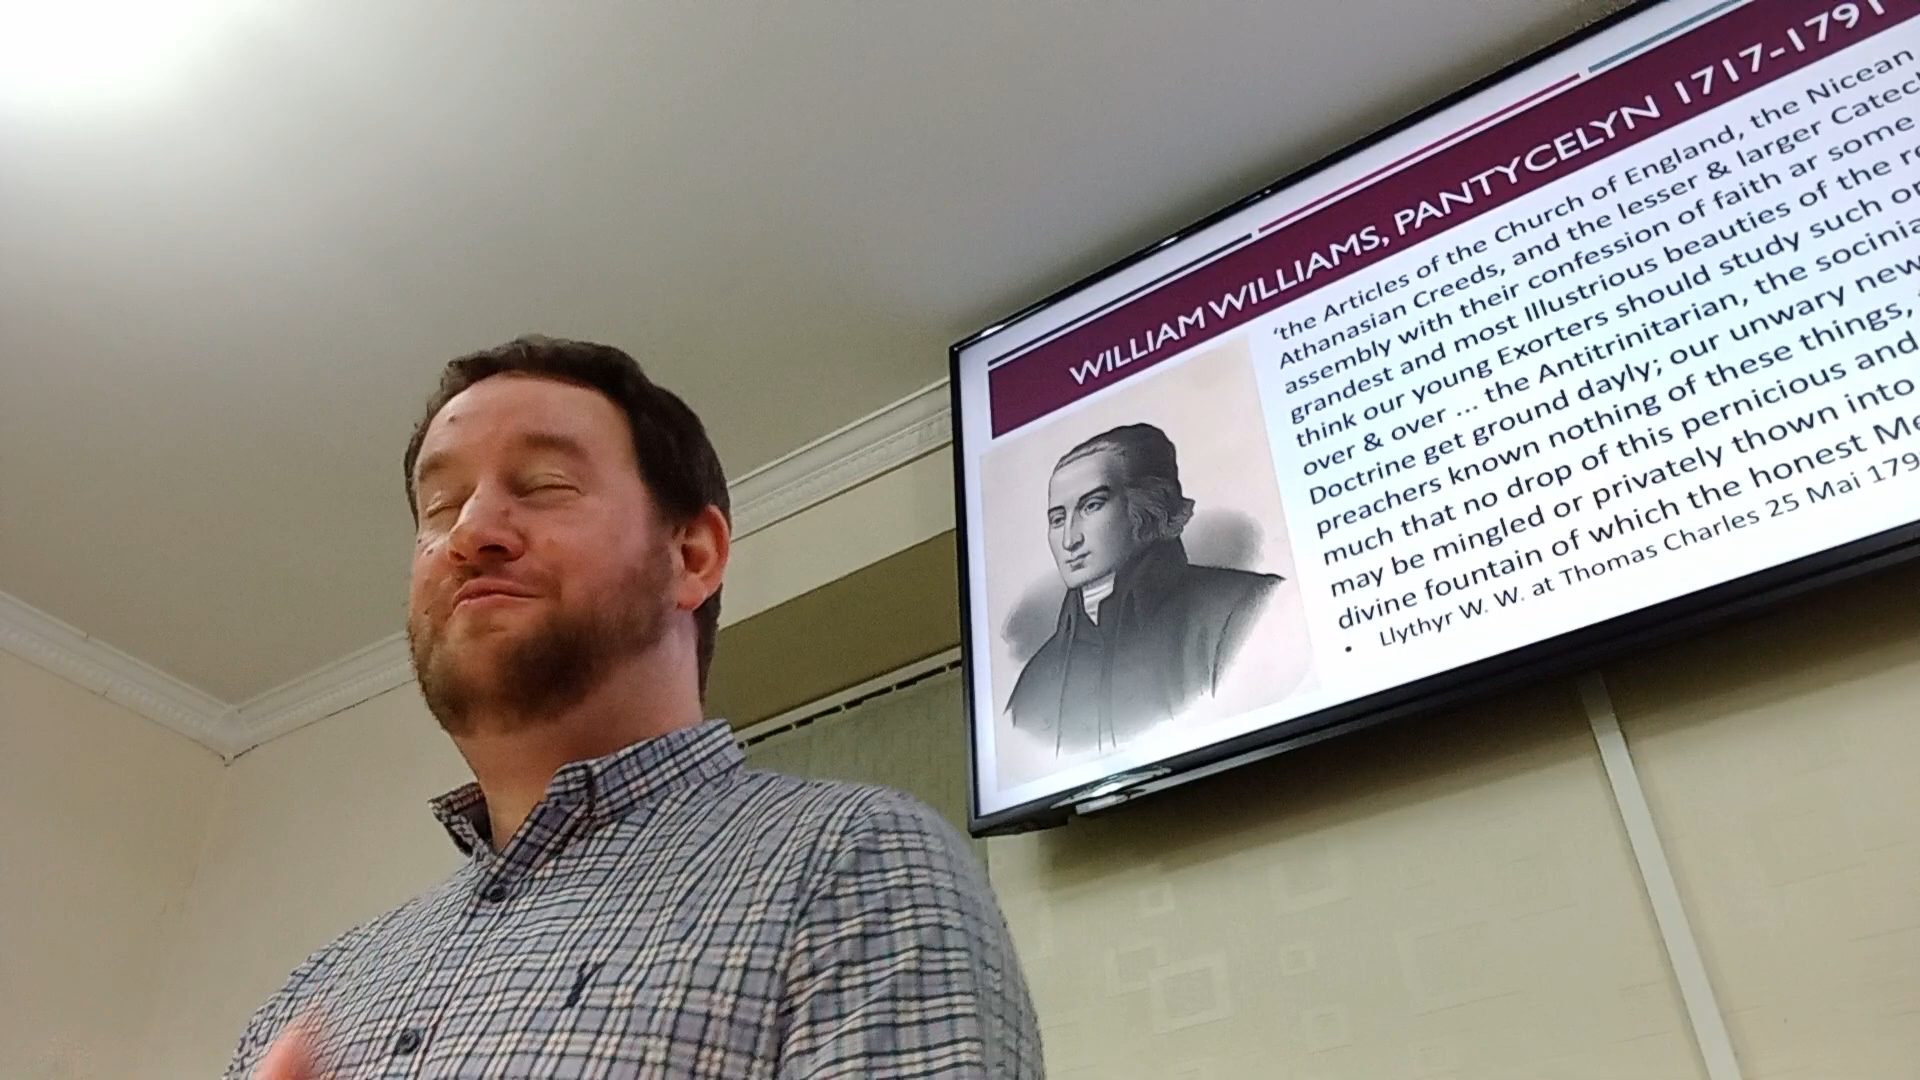 WILLIAM WILLIAMS, PANTYCELYN 1717-1791
‘the Articles of the Church of England, the Nicean
Athanasian Creeds, and the lesser & larger
assembly with their confession of faith ar some
grandest and most Illustrious beauties of the
think our young Exorters should study such
over & over ... the Antitrinitarian, the
Doctrine get ground dayly; our unwary new
preachers known nothing of these things,
much that no drop of this pernicious and
may be mingled or privately thown into
divine fountain of which the honest
• Llythyr W. W. at Thomas Charles 25 Mai